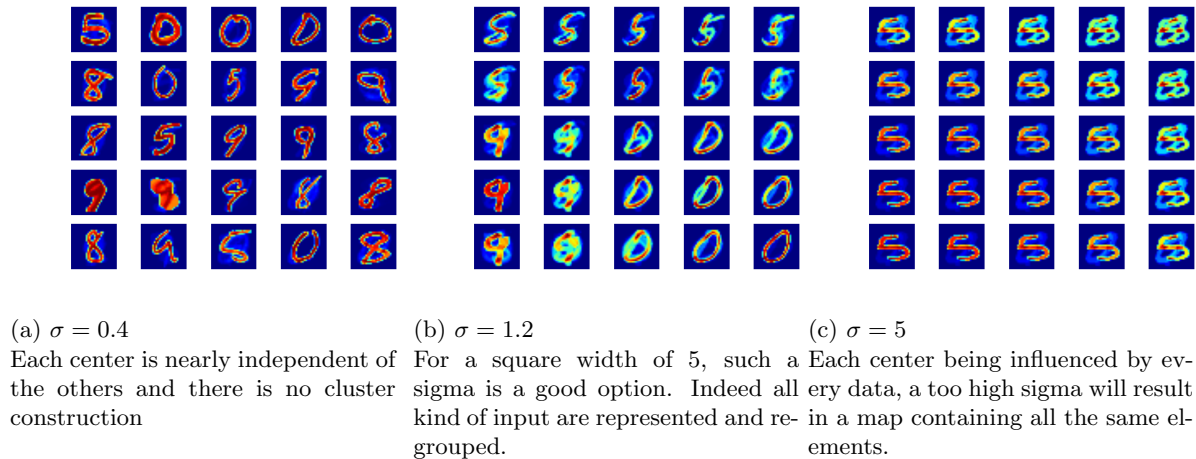 (a) σ = 0.4
Each center is nearly independent of
the others and there is no cluster
construction
(b) σ = 1.2
For a square width of 5, such a
sigma is a good option. Indeed all
kind of input are represented and re-
grouped.
(c) σ = 5
Each center being influenced by ev-
ery data, a too high sigma will result
in a map containing all the same el-
ements.